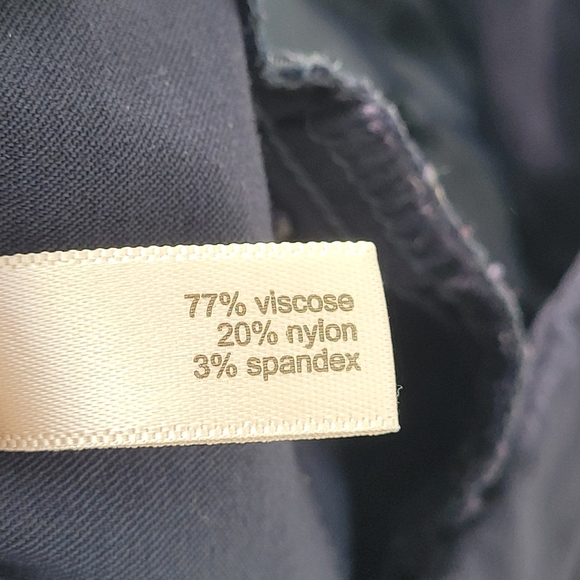 77% viscose
20% nylon
3% spandex